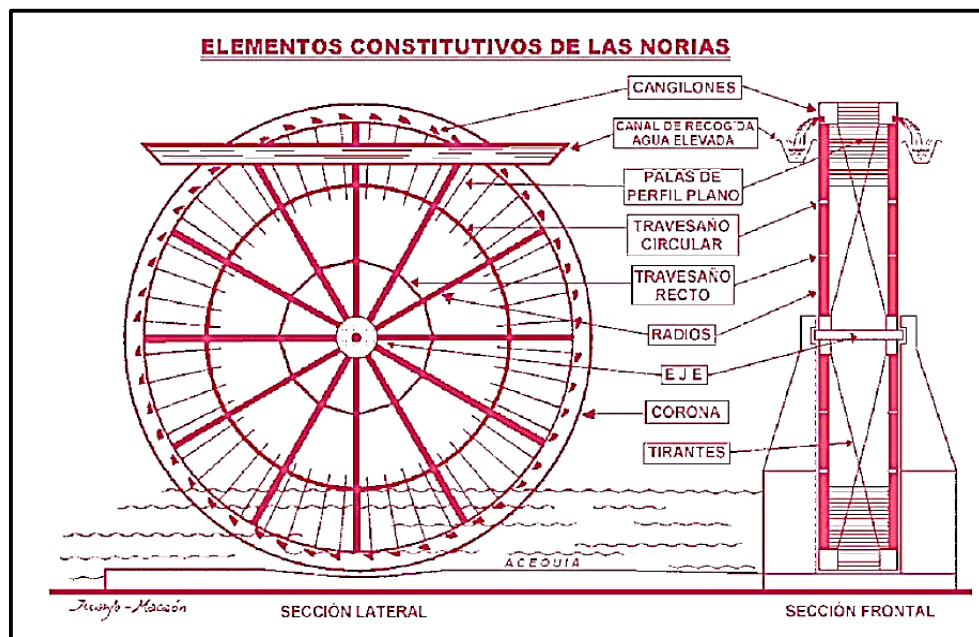 ELEMENTOS CONSTITUTIVOS DE LAS NORIAS
CANGILONES
CANAL DE RECOGIDA
AGUA ELEVADA
PALAS DE
PERFIL PLANO
TRAVESAÑO
CIRCULAR
TRAVESAÑO
RECTO
RADIOS
EJE
CORONA
TIRANTES
ACEQUIA
SECCIÓN LATERAL
SECCIÓN FRONTAL